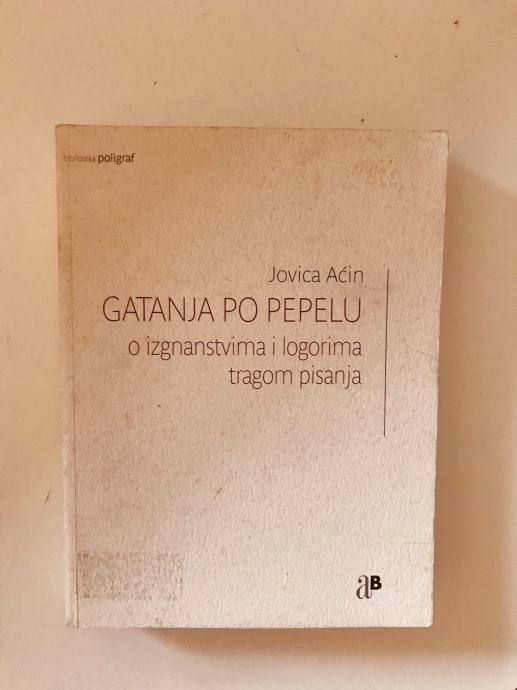 biblioteka poligraf
Jovica Aćin
GATANJA PO PEPELU
o izgnanstvima i logorima
tragom pisanja
aB